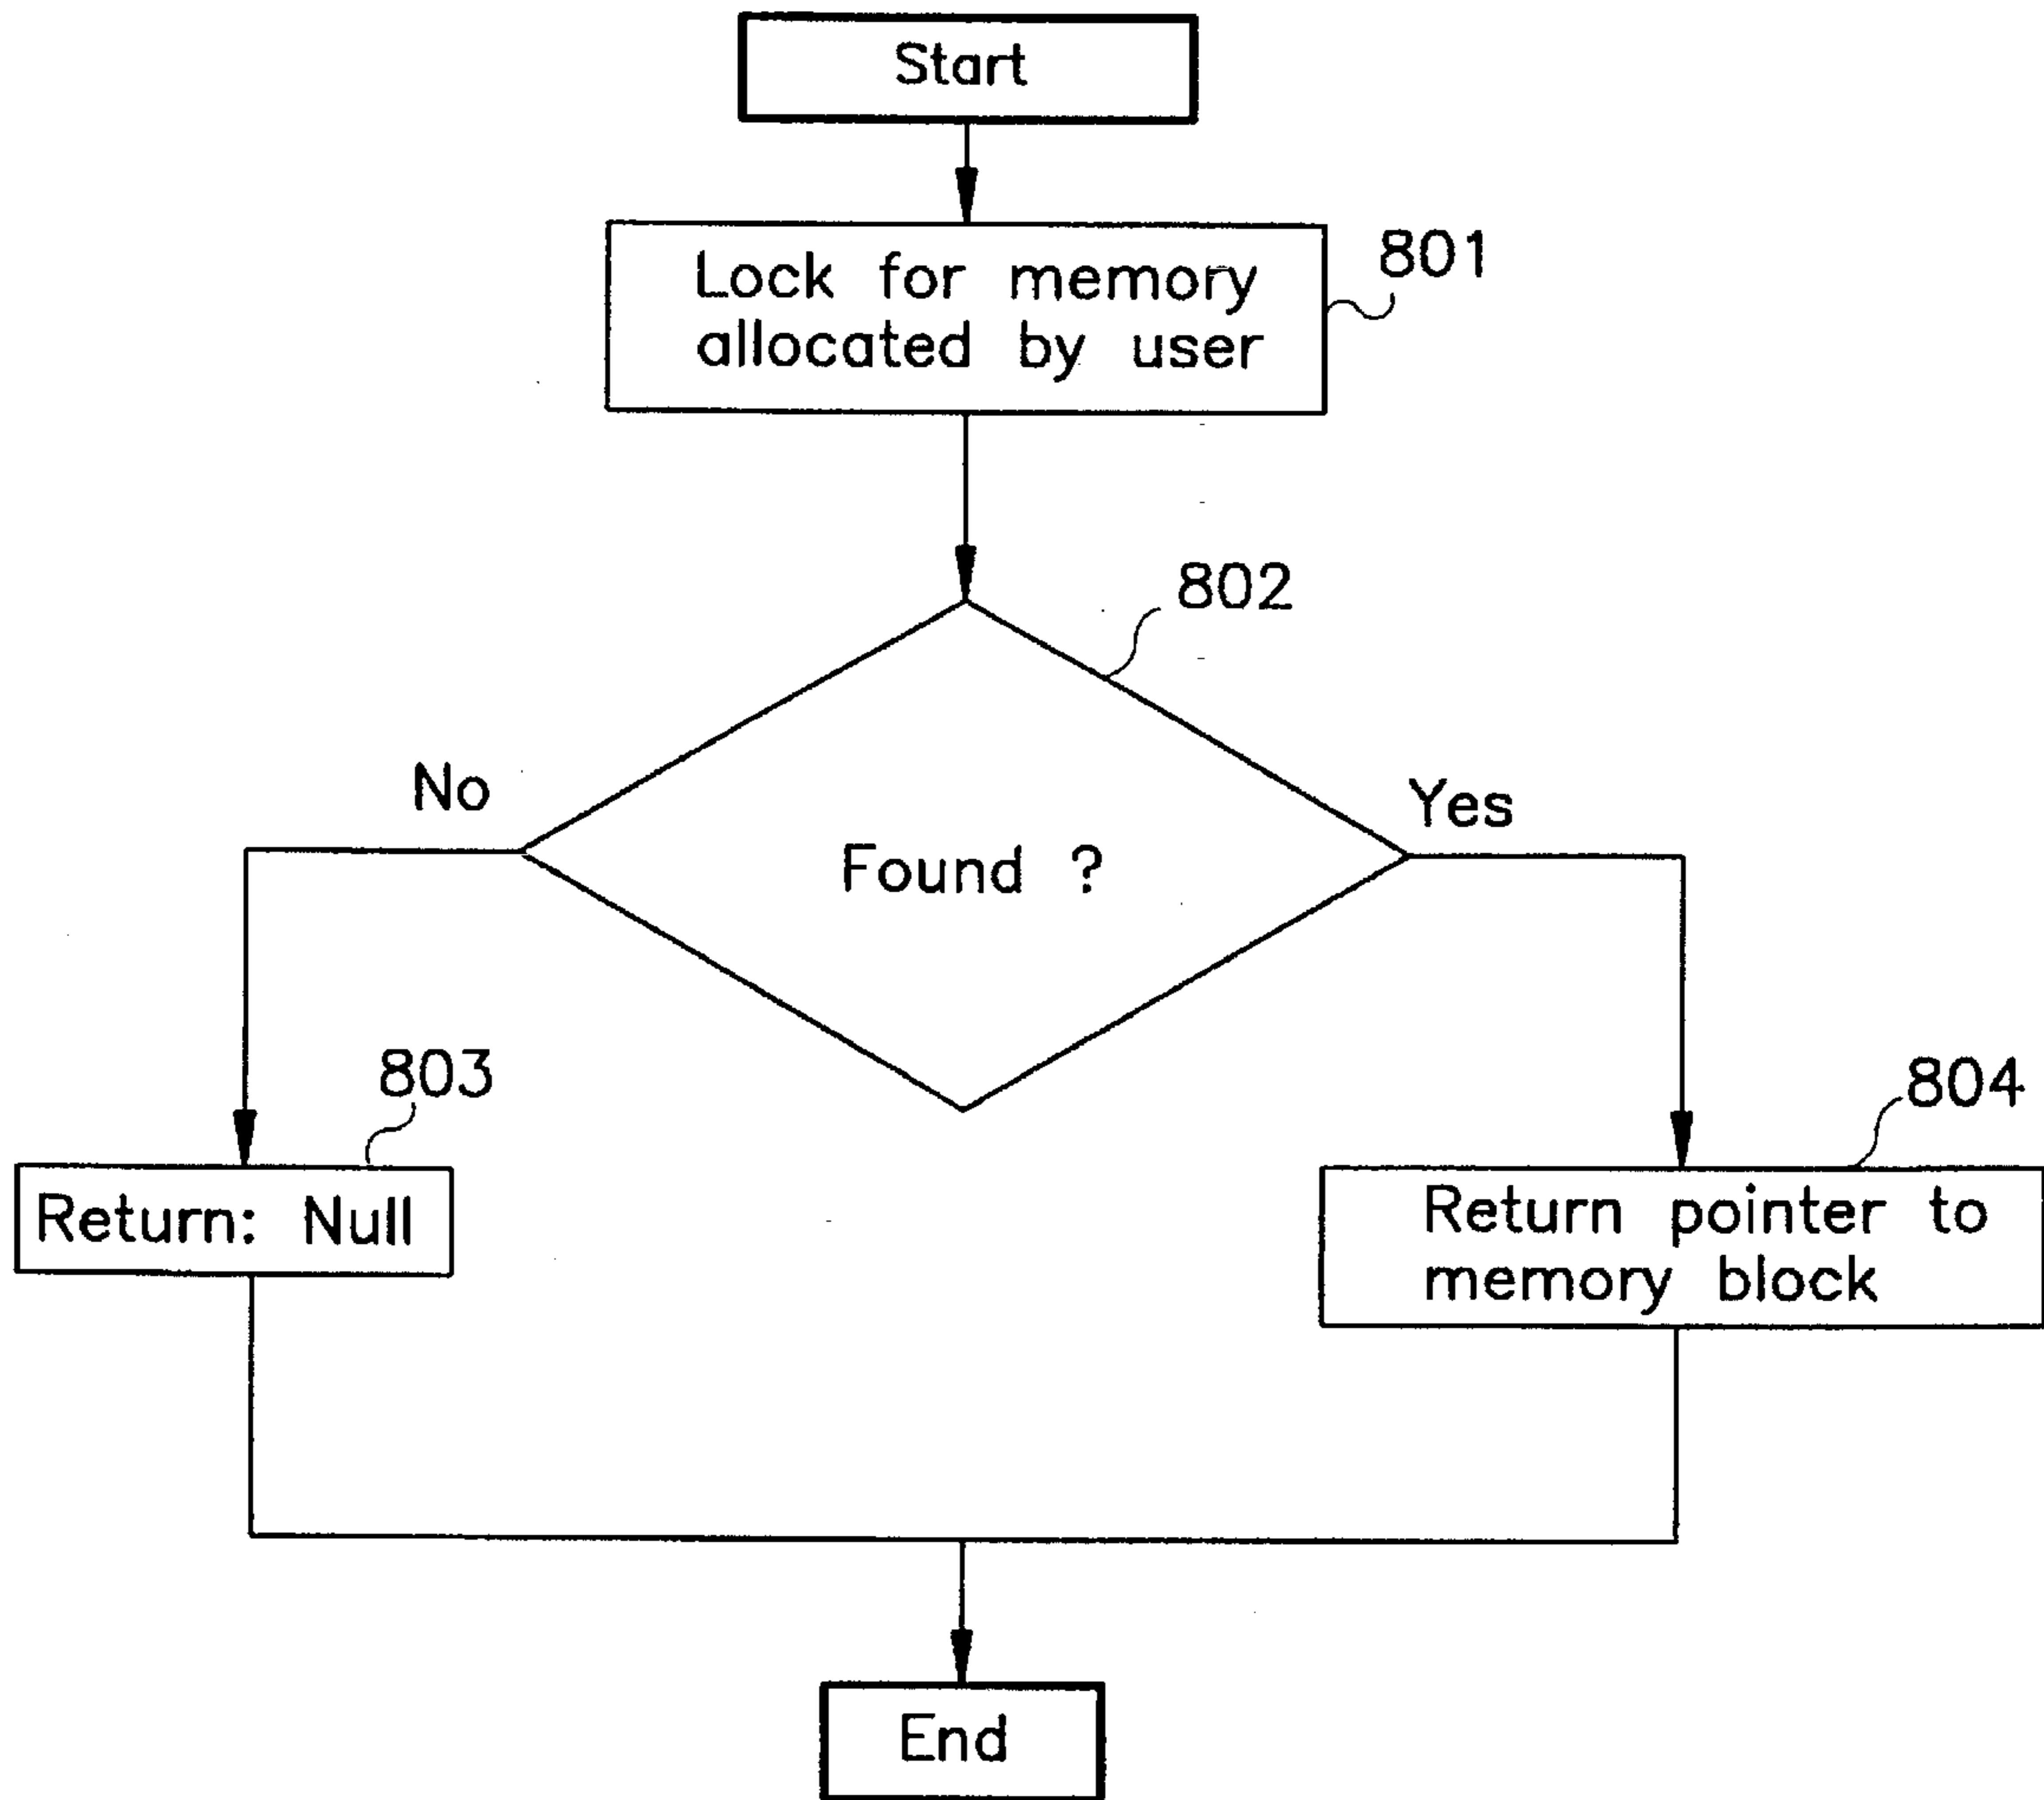 Start
Lock for memory
allocated by user
801
802
No
Yes
Found ?
803
804
Return: Null
Return pointer to
memory block
End